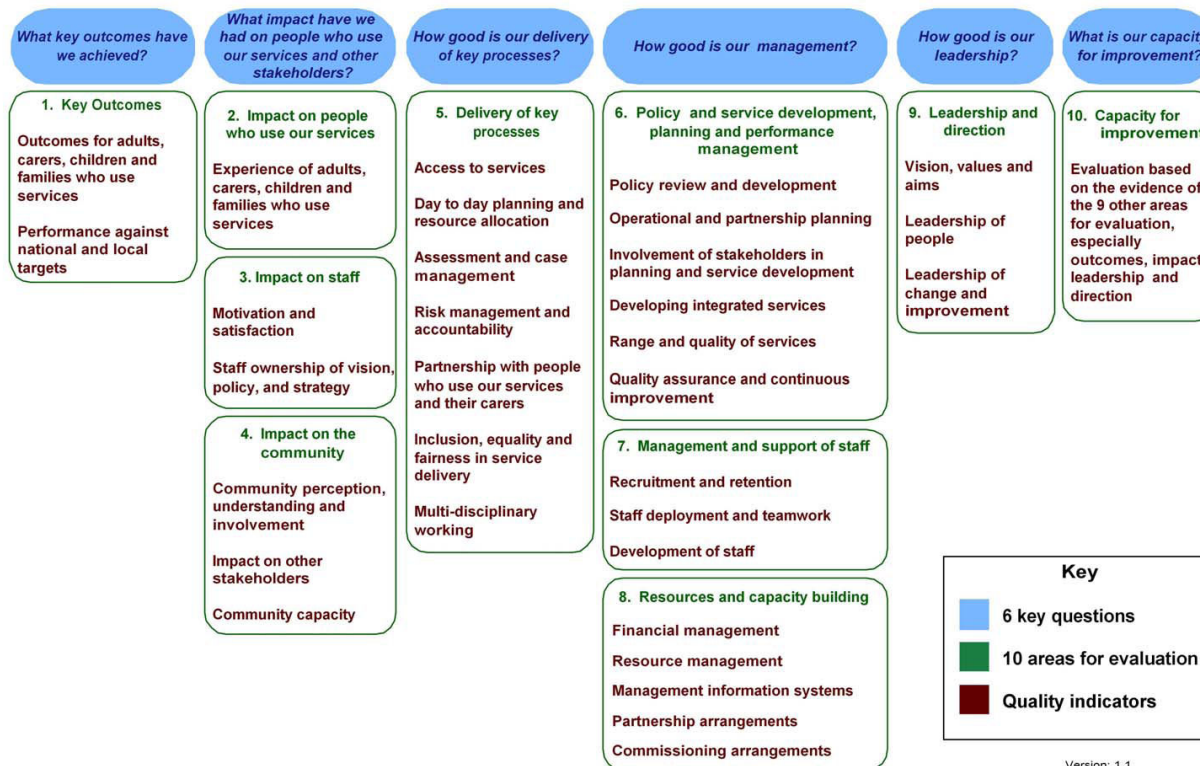 What key outcomes have
we achieved?
What impact have we
had on people who use
our services and other
stakeholders?
How good is our delivery
of key processes?
How good is our  management?
How good is our
leadership?
What is our capacit
for improvement?
1.  Key Outcomes
Outcomes for adults,
carers, children and
families who use
services
Performance against
national and local
targets
2.  Impact on people
who use our services
Experience of adults,
carers, children and
families who use
services
3. Impact on staff
Motivation and
satisfaction
Staff ownership of vision,
policy, and strategy
4.  Impact on the
community
Community perception,
understanding and
involvement
Impact on other
stakeholders
Community capacity
5.  Delivery of key
processes
Access to services
Day to day planning and
resource allocation
Assessment and case
management
Risk management and
accountability
Partnership with people
who use our services
and their carers
Inclusion, equality and
fairness in service
delivery
Multi-disciplinary
working
6.  Policy  and service development,
planning and performance
management
Policy review and development
Operational and partnership planning
Involvement of stakeholders in
planning and service development
Developing integrated services
Range and quality of services
Quality assurance and continuous
improvement
7.  Management and support of staff
Recruitment and retention
Staff deployment and teamwork
Development of staff
8.  Resources and capacity building
Financial management
Resource management
Management information systems
Partnership arrangements
Commissioning arrangements
9.  Leadership and
direction
Vision, values and
aims
Leadership of
people
Leadership of
change and
improvement
10.  Capacity for
improvement
Evaluation based
on the evidence of
the 9 other areas
for evaluation,
especially
outcomes, impact
leadership  and
direction
Key
6 key questions
10 areas for evaluation
Quality indicators
Version: 1.1